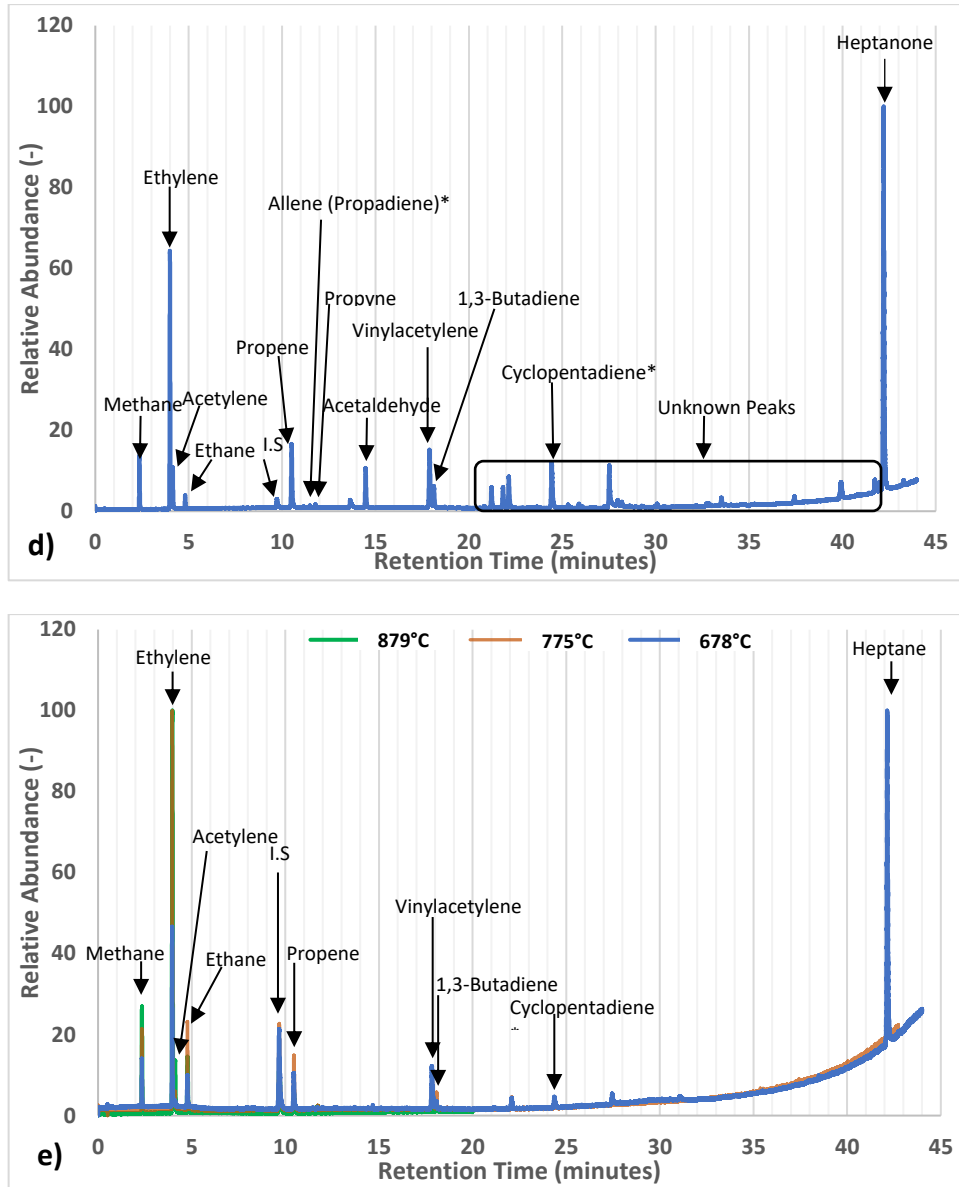 120
100
80
60
40
20
0
Relative Abundance (-)
Heptanone
Ethylene
Allene (Propadiene)*
Propyne
1,3-Butadiene
Vinylacetylene
Propene
Cyclopentadiene*
Methane
Acetylene
Acetaldehyde
Unknown Peaks
Ethane
I.S
0 5 10 15 20 25 30 35 40 45
Retention Time (minutes)
d)
879°C 775°C 678°C
120
100
80
60
40
20
0
Relative Abundance (-)
Ethylene
Heptane
Acetylene
I.S
Vinylacetylene
Methane
Ethane
Propene
1,3-Butadiene
Cyclopentadiene
*
0 5 10 15 20 25 30 35 40 45
Retention Time (minutes)
e)